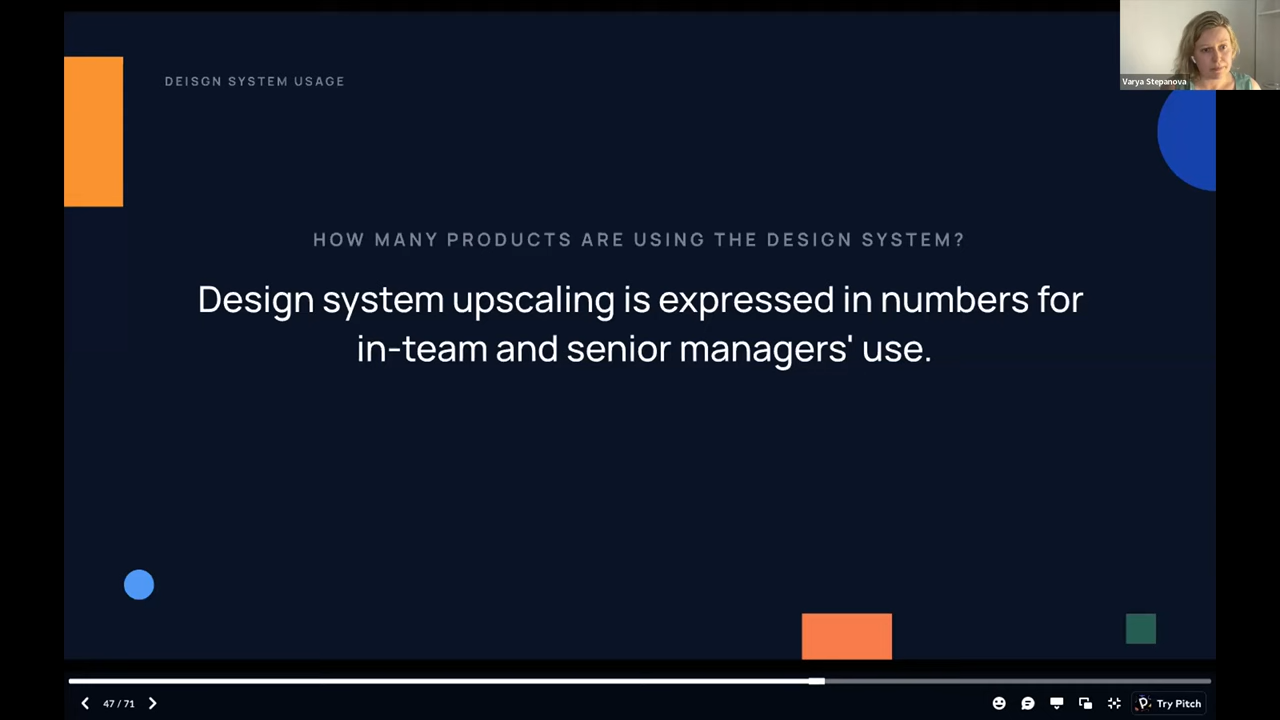 Varya Stepanova
DEISGN SYSTEM USAGE
HOW MANY PRODUCTS ARE USING THE DESIGN SYSTEM?
Design system upscaling is expressed in numbers for
in-team and senior managers' use.
47 / 71
Try Pitch